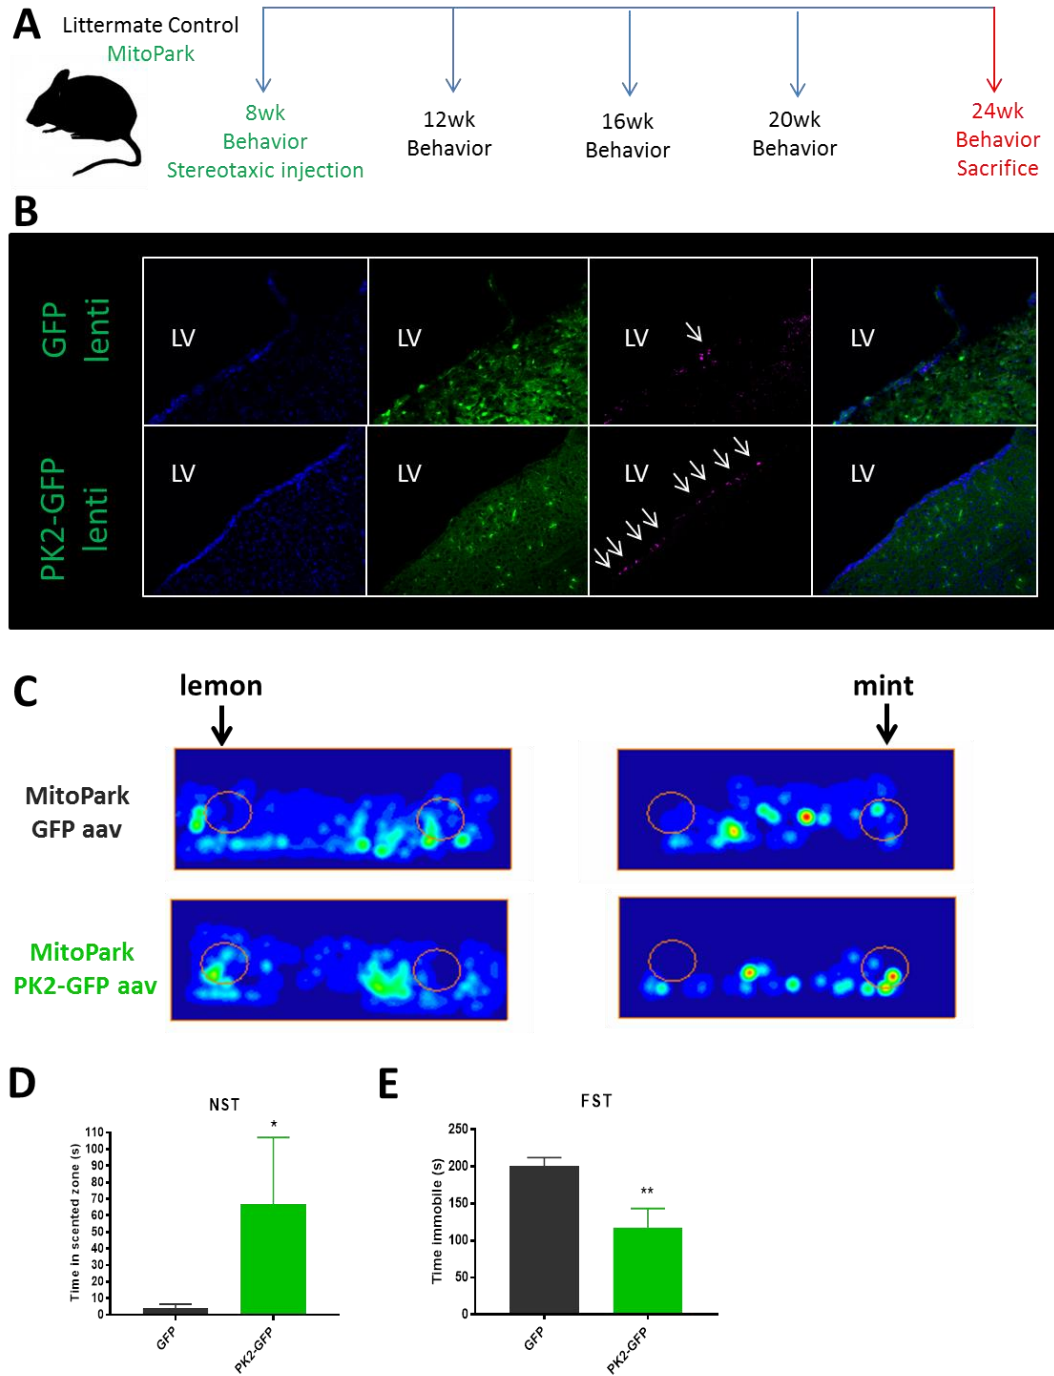 A
Littermate Control
MitoPark
8wk
Behavior
Stereotaxic injection
12wk
Behavior
16wk
Behavior
20wk
Behavior
24wk
Behavior
Sacrifice
B
GFP
lenti
LV
LV
LV
LV
PK2-GFP
lenti
LV
LV
LV
LV
C
lemon
mint
MitoPark
GFP aav
MitoPark
PK2-GFP aav
D
NST
*
Time in scented zone (s)
110
100
90
80
70
60
50
40
30
20
10
0
GFP
PK2-GFP
E
FST
**
Time immobile (s)
250
200
150
100
50
0
GFP
PK2-GFP